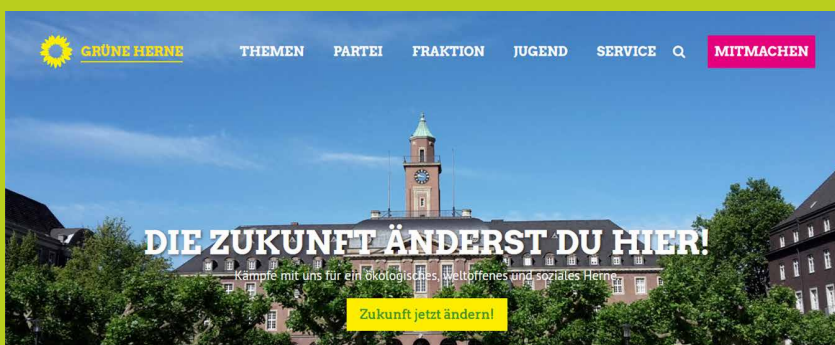 GRÜNE HERNE
THEMEN
PARTEI
FRAKTION
JUGEND
SERVICE
MITMACHEN
DIE ZUKUNFT ÄNDERST DU HIER!
Kämpfe mit uns für ein ökologisches, weltoffenes und soziales Herne.
Zukunft jetzt ändern!